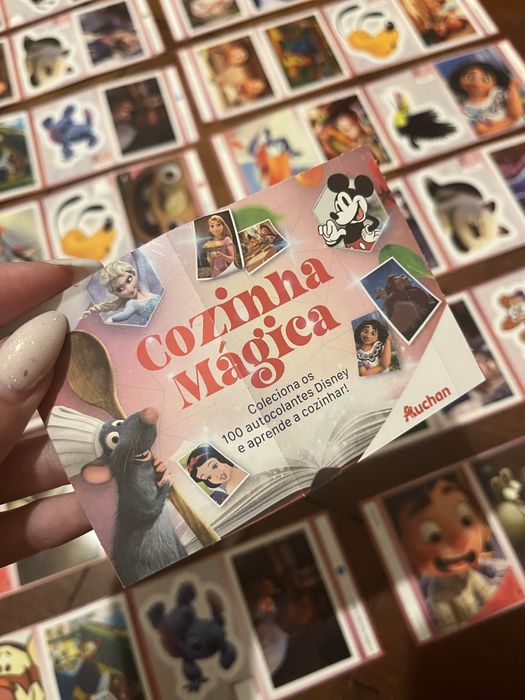 Cozinha
Mágica
Coleciona os
100 autocolantes Disney
e aprende a cozinhar!
Auchan